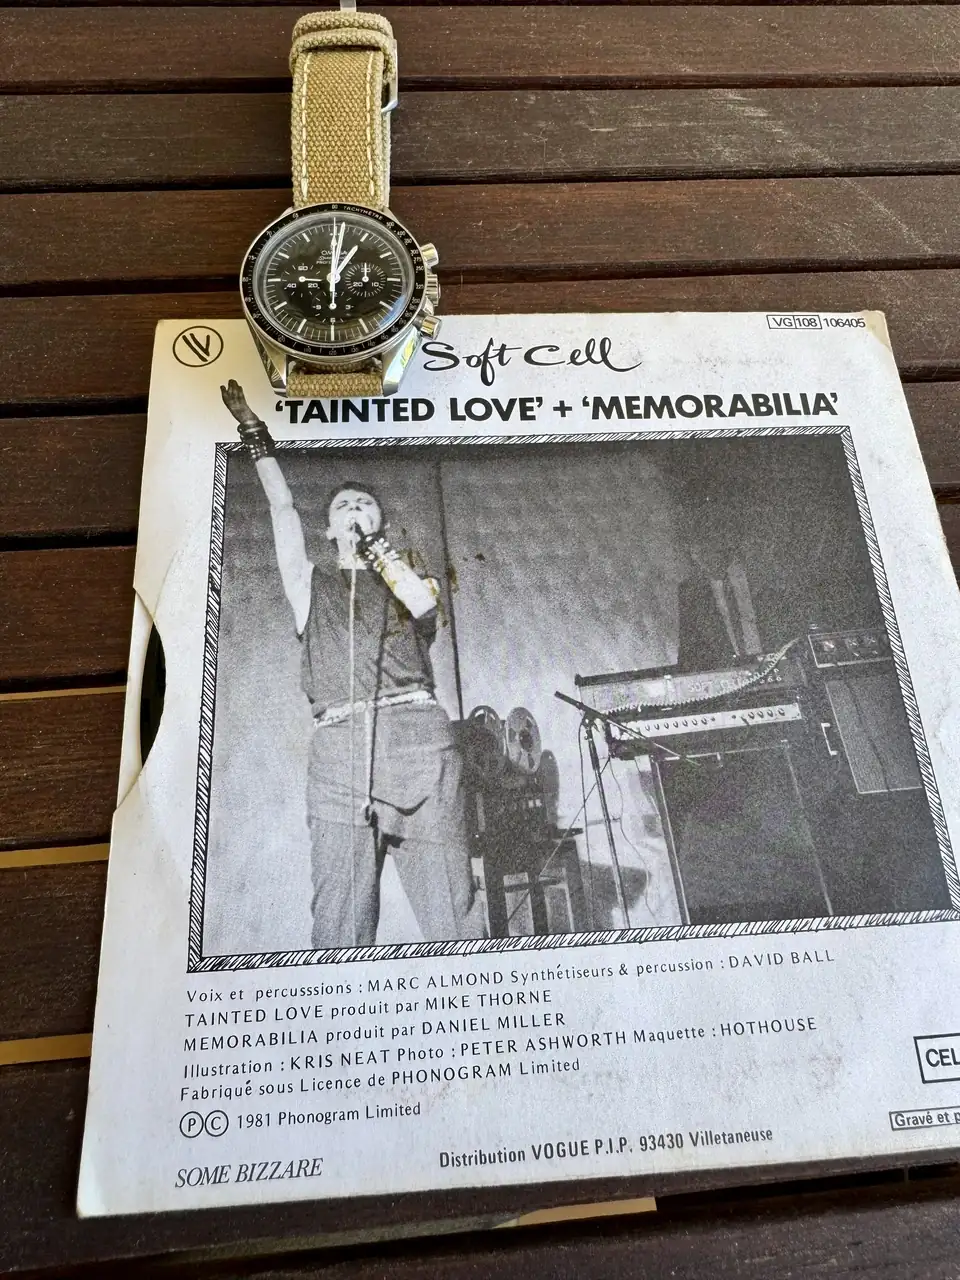 TACHYMETRE
OMEGA
VG 108 106405
Soft Cell
'TAINTED LOVE' + 'MEMORABILIA'
Voix et percusssions : MARC ALMOND Synthétiseurs & percussion : DAVID BALL
TAINTED LOVE produit par MIKE THORNE
MEMORABILIA produit par DANIEL MILLER
Illustration : KRIS NEAT Photo : PETER ASHWORTH Maquette : HOTHOUSE
Fabriqué sous Licence de PHONOGRAM Limited
CEL
Ⓟ Ⓒ 1981 Phonogram Limited
Gravé et p
Distribution VOGUE P.I.P. 93430 Villetaneuse
SOME BIZZARE